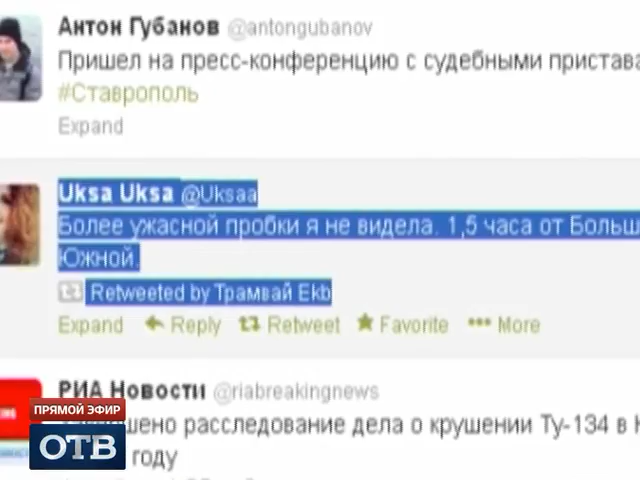 Антон Губанов @antongubanov
Пришел на пресс-конференцию с судебными пристава
#Ставрополь
Expand
Uksa Uksa @Uksaa
Более ужасной пробки я не видела. 1,5 часа от Больш
Южной.
Retweeted by Трамвай Ekb
Expand Reply Retweet Favorite More
РИА Новости @riabreakingnews
ПРЯМОЙ ЭФИР
расследование дела о крушении Ту-134 в
ОТВ
году